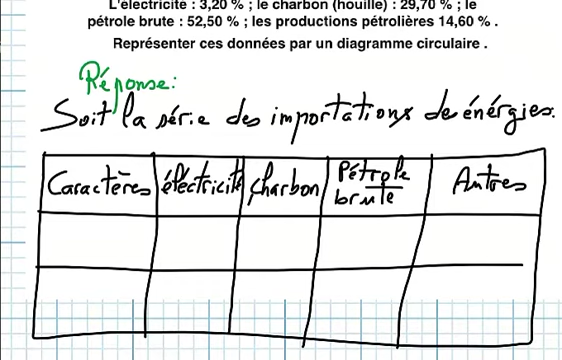 L'électricité : 3,20 % ; le charbon (houille) : 29,70 % ; le
pétrole brute : 52,50 % ; les productions pétrolières 14,60 % .
Représenter ces données par un diagramme circulaire .
Réponse:
Soit la série des importations de énérgies.
Caractères électricité charbon Pétrole brute Autres